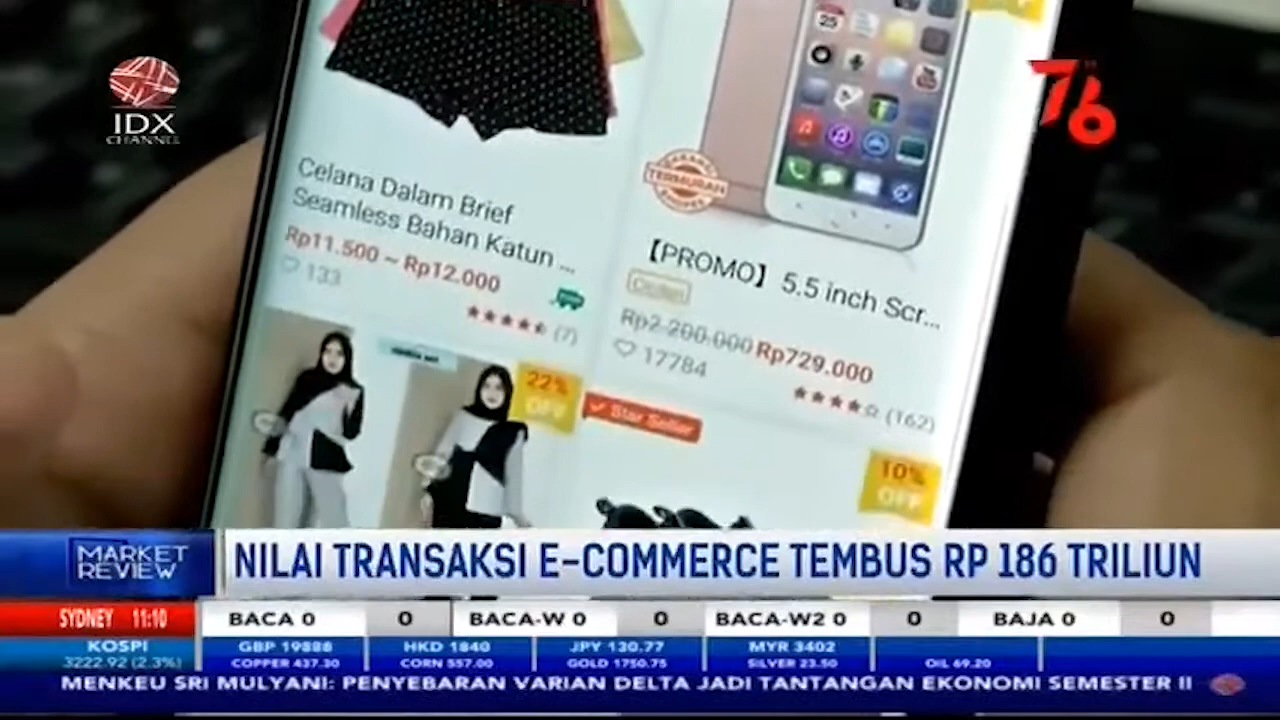 IDX
CHANNEL
76
25
TERMURAH
Celana Dalam Brief
Seamless Bahan Katun ...
Rp11.500 ~ Rp12.000
133
(7)
【PROMO】 5.5 inch Scr...
Rp2.200.000 Rp729.000
17784
(162)
22%
OFF
Star Seller
10%
OFF
MARKET
REVIEW
NILAI TRANSAKSI E-COMMERCE TEMBUS RP 186 TRILIUN
SYDNEY 11:10
BACA 0 0 BACA-W 0 0 BACA-W2 0 0 BAJA 0 0
KOSPI
3222.92 (2.3%)
GBP 19888 HKD 1840 JPY 130.77 MYR 3402
COPPER 437.30 CORN 557.00 GOLD 1750.75 SILVER 23.50 OIL 69.20
MENKEU SRI MULYANI: PENYEBARAN VARIAN DELTA JADI TANTANGAN EKONOMI SEMESTER II